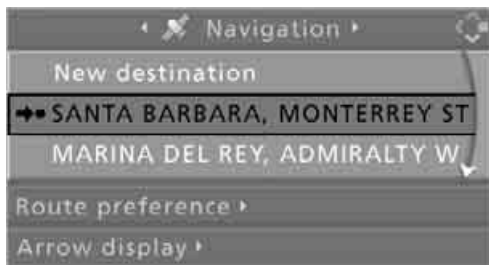 Navigation
New destination
SANTA BARBARA, MONTERREY ST
MARINA DEL REY, ADMIRALTY W
Route preference
Arrow display